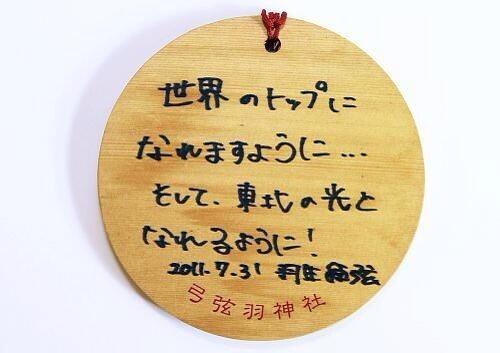 世界のトップに
なれますように…
そして、東北の光と
なれるように！
2011.7.31 羽生結弦
弓弦羽神社